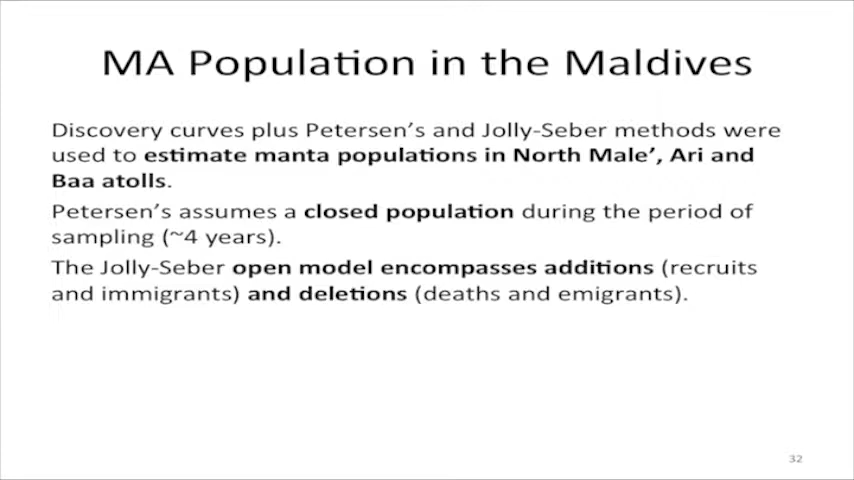 MA Population in the Maldives
Discovery curves plus Petersen's and Jolly-Seber methods were
used to estimate manta populations in North Male', Ari and
Baa atolls.
Petersen's assumes a closed population during the period of
sampling (~4 years).
The Jolly-Seber open model encompasses additions (recruits
and immigrants) and deletions (deaths and emigrants).
32